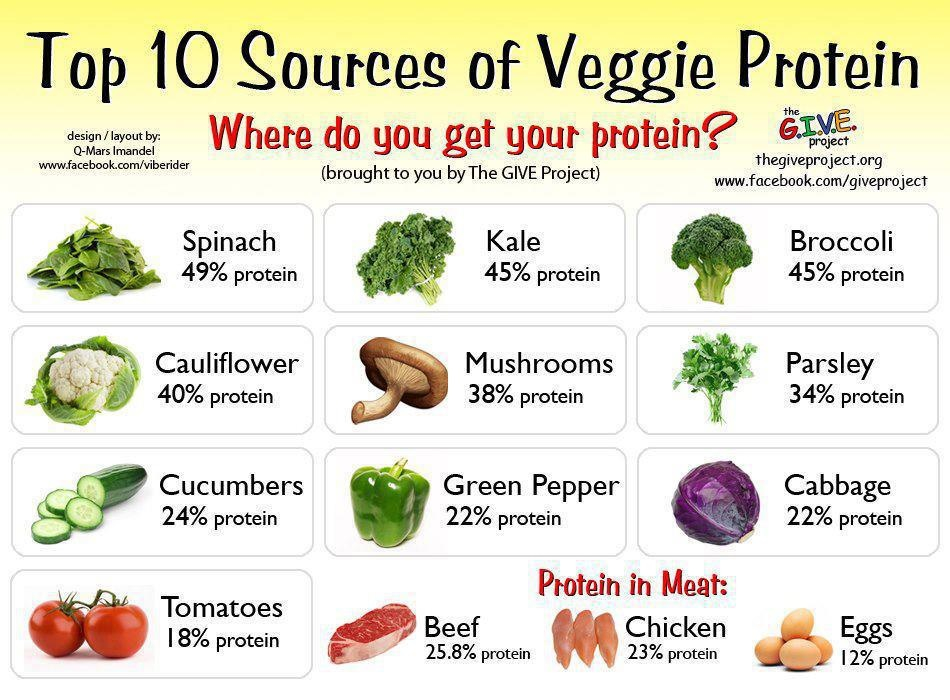 Top 10 Sources of Veggie Protein
Where do you get your protein?
(brought to you by The GIVE Project)
design / layout by:
Q-Mars Imandel
www.facebook.com/viberider
the
G.I.V.E.
project
thegiveproject.org
www.facebook.com/giveproject
Spinach
49% protein
Kale
45% protein
Broccoli
45% protein
Cauliflower
40% protein
Mushrooms
38% protein
Parsley
34% protein
Cucumbers
24% protein
Green Pepper
22% protein
Cabbage
22% protein
Tomatoes
18% protein
Protein in Meat:
Beef
25.8% protein
Chicken
23% protein
Eggs
12% protein